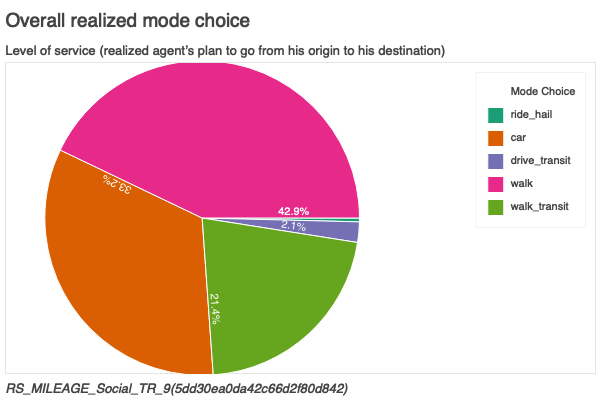 Overall realized mode choice
Level of service (realized agent's plan to go from his origin to his destination)
Mode Choice
ride_hail
car
drive_transit
walk
walk_transit
33.2%
42.9%
2.1%
21.4%
RS_MILEAGE_Social_TR_9(5dd30ea0da42c66d2f80d842)